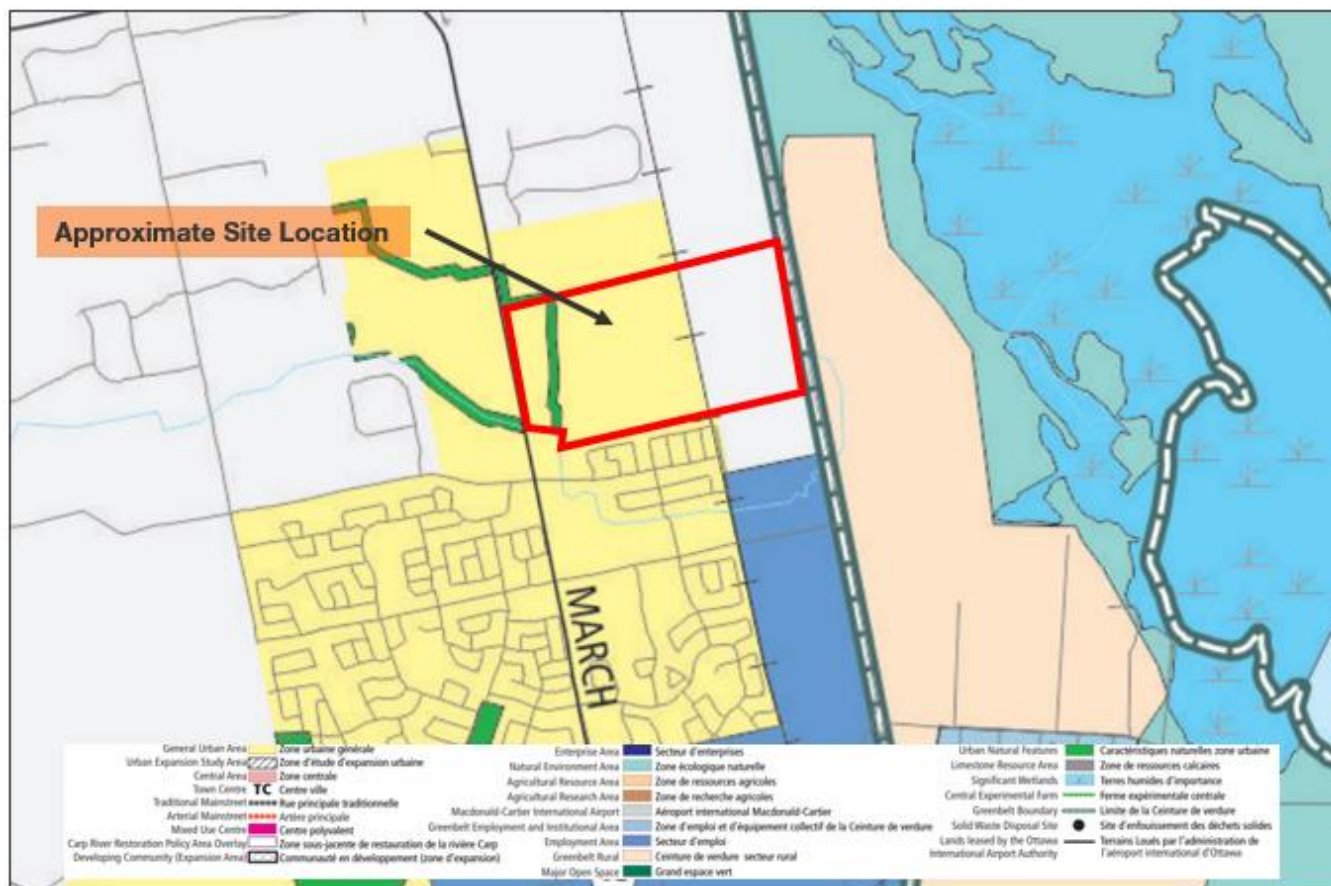 Approximate Site Location
MARCH
General Urban Area Zone urbaine générale
Urban Expansion Study Area Zone d'étude d'expansion urbaine
Central Area Zone centrale
Town Centre TC Centre ville
Traditional Mainstreet Rue principale traditionnelle
Arterial Mainstreet Artère principale
Mixed Use Centre Centre polyvalent
Carp River Restoration Policy Area Overlay Zone sous-jacente de restauration de la rivière Carp
Developing Community (Expansion Area) Communauté en développement (zone d'expansion)
Enterprise Area Secteur d'enterprises
Natural Environment Area Zone écologique naturelle
Agricultural Resource Area Zone de ressources agricoles
Agricultural Research Area Zone de recherche agricoles
Macdonald-Cartier International Airport Aéroport international Macdonald-Cartier
Greenbelt Employment and Institutional Area Zone d'emploi et d'équipement collectif de la Ceinture de verdure
Employment Area Secteur d'emploi
Greenbelt Rural Ceinture de verdure secteur rural
Major Open Space Grand espace vert
Urban Natural Features Caractéristiques naturelles zone urbaine
Limestone Resource Area Zone de ressources calcaires
Significant Wetlands Terres humides d'importance
Central Experimental Farm Ferme expérimentale centrale
Greenbelt Boundary Limite de la Ceinture de verdure
Solid Waste Disposal Site Site d'enfouissement des déchets solides
Lands leased by the Ottawa Terrains Loués par l'administration de
International Airport Authority l'aéroport international d'Ottawa